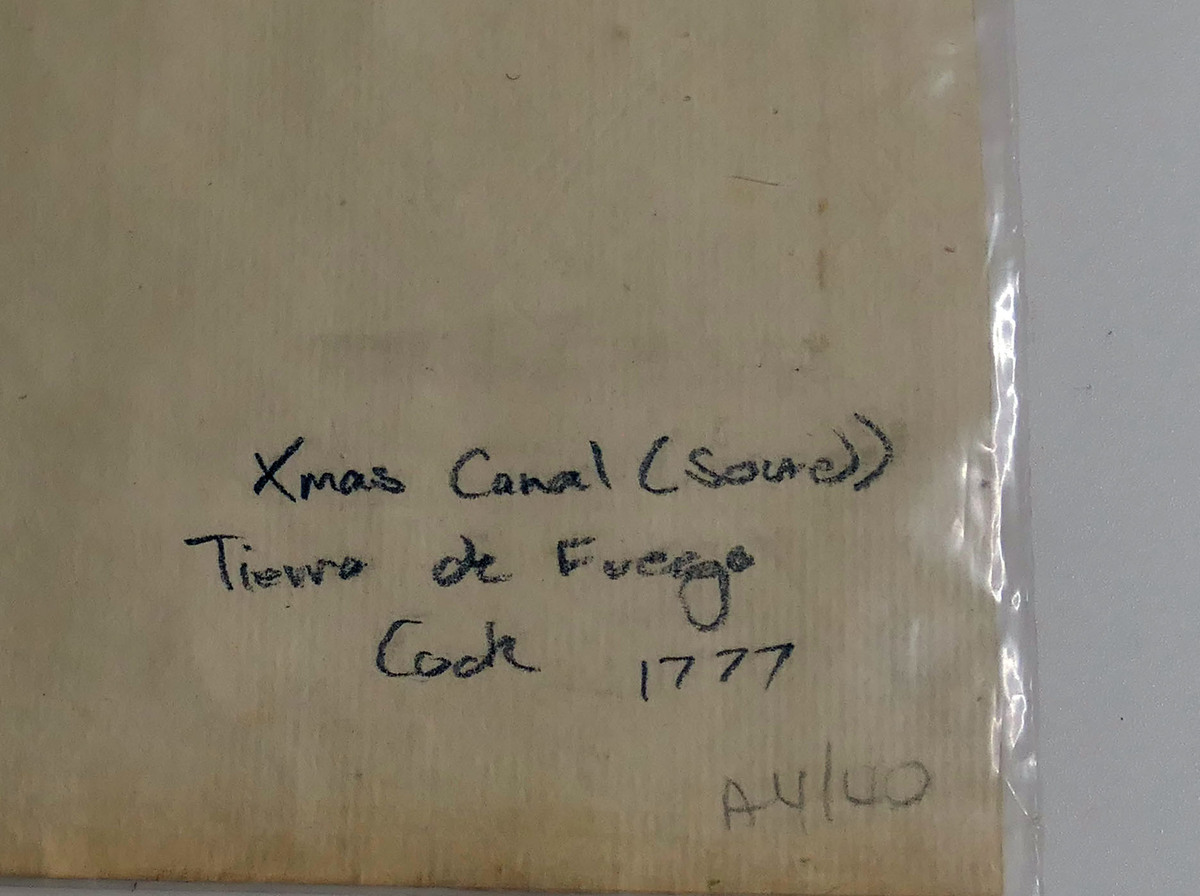 Xmas Canal (Sound)
Tierra de Fuego
Cook 1777
A4/40